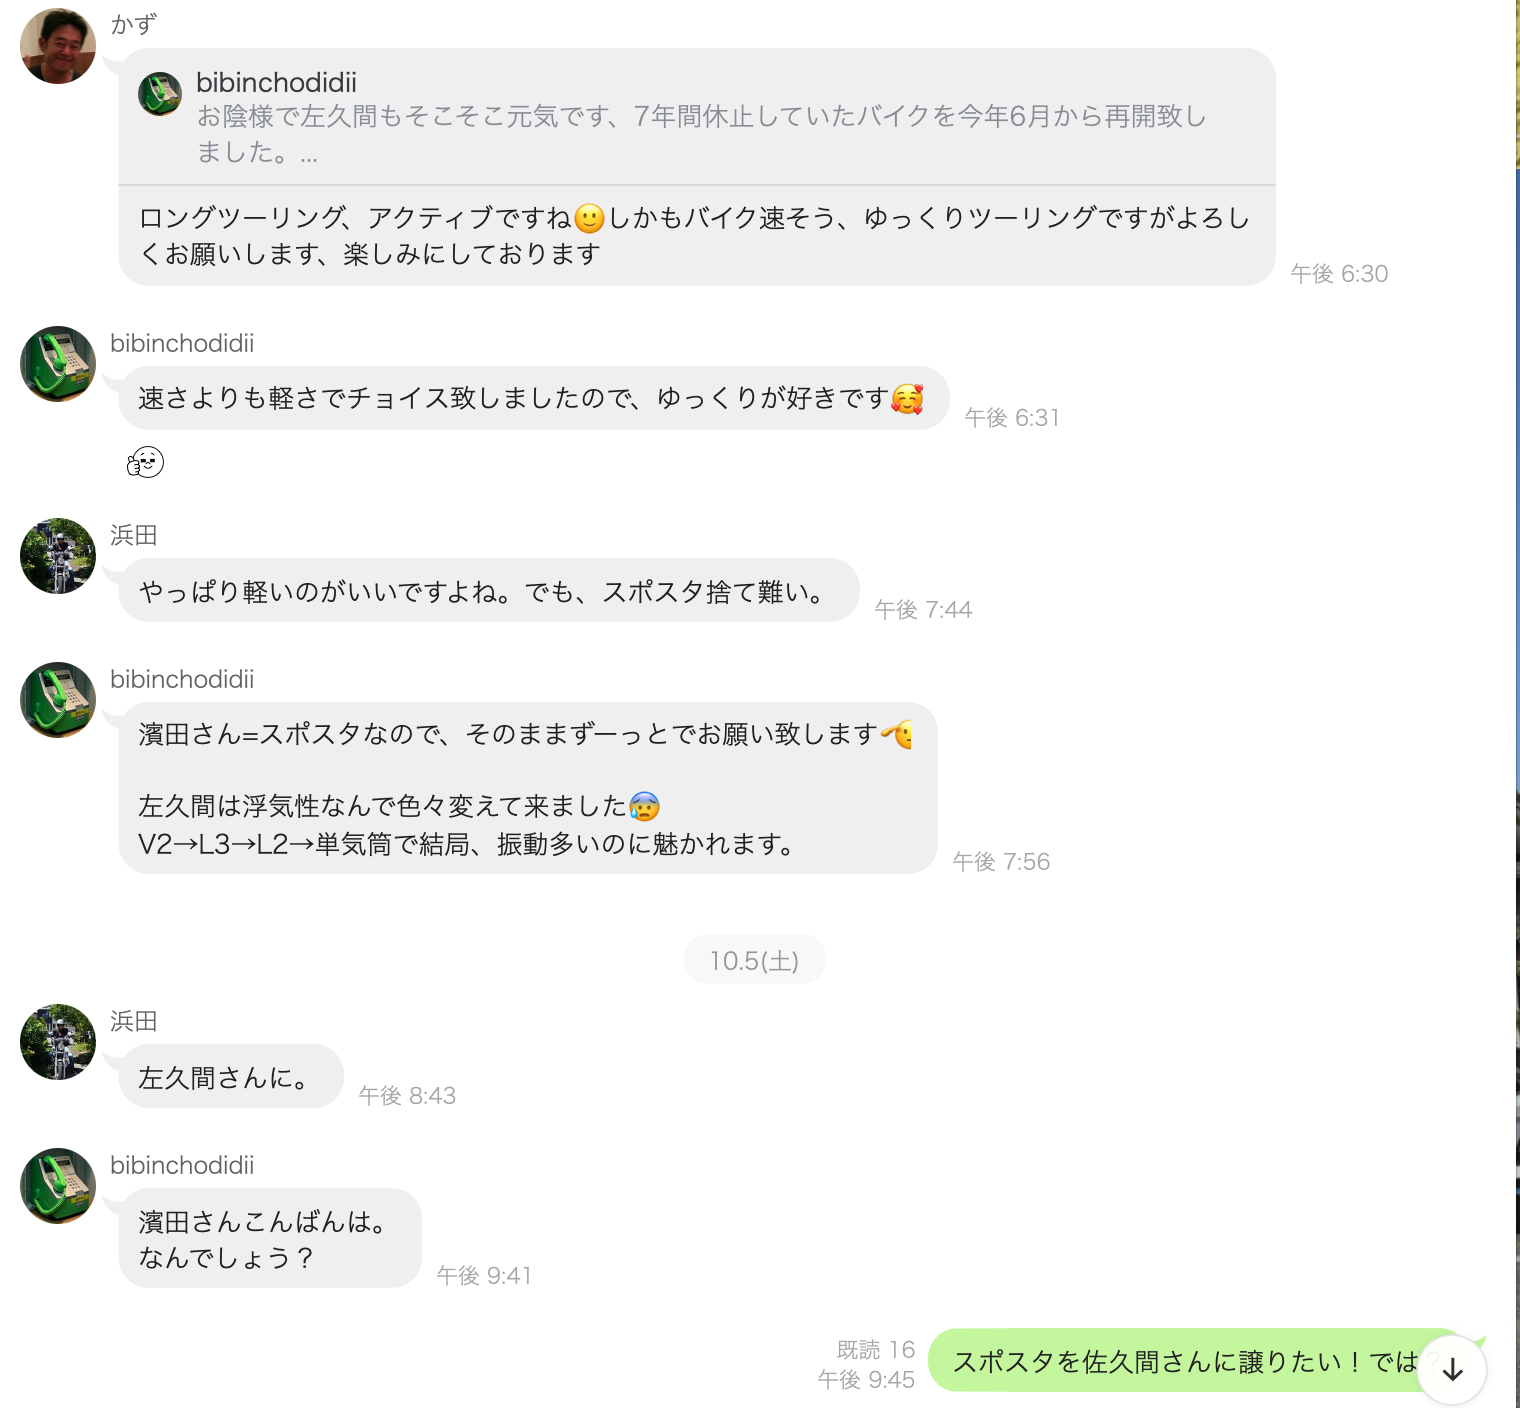 かず
bibinchodidii
お陰様で左久間もそこそこ元気です、7年間休止していたバイクを今年6月から再開致し
ました。...
ロングツーリング、アクティブですね🙂しかもバイク速そう、ゆっくりツーリングですがよろし
くお願いします、楽しみにしております
午後 6:30
bibinchodidii
速さよりも軽さでチョイス致しましたので、ゆっくりが好きです🥰
午後 6:31
浜田
やっぱり軽いのがいいですよね。でも、スポスタ捨て難い。
午後 7:44
bibinchodidii
濱田さん=スポスタなので、そのままずーっとでお願い致します🫡
左久間は浮気性なんで色々変えて来ました😰
V2→L3→L2→単気筒で結局、振動多いのに魅かれます。
午後 7:56
10.5(土)
浜田
左久間さんに。
午後 8:43
bibinchodidii
濱田さんこんばんは。
なんでしょう？
午後 9:41
既読 16
午後 9:45
スポスタを佐久間さんに譲りたい！では